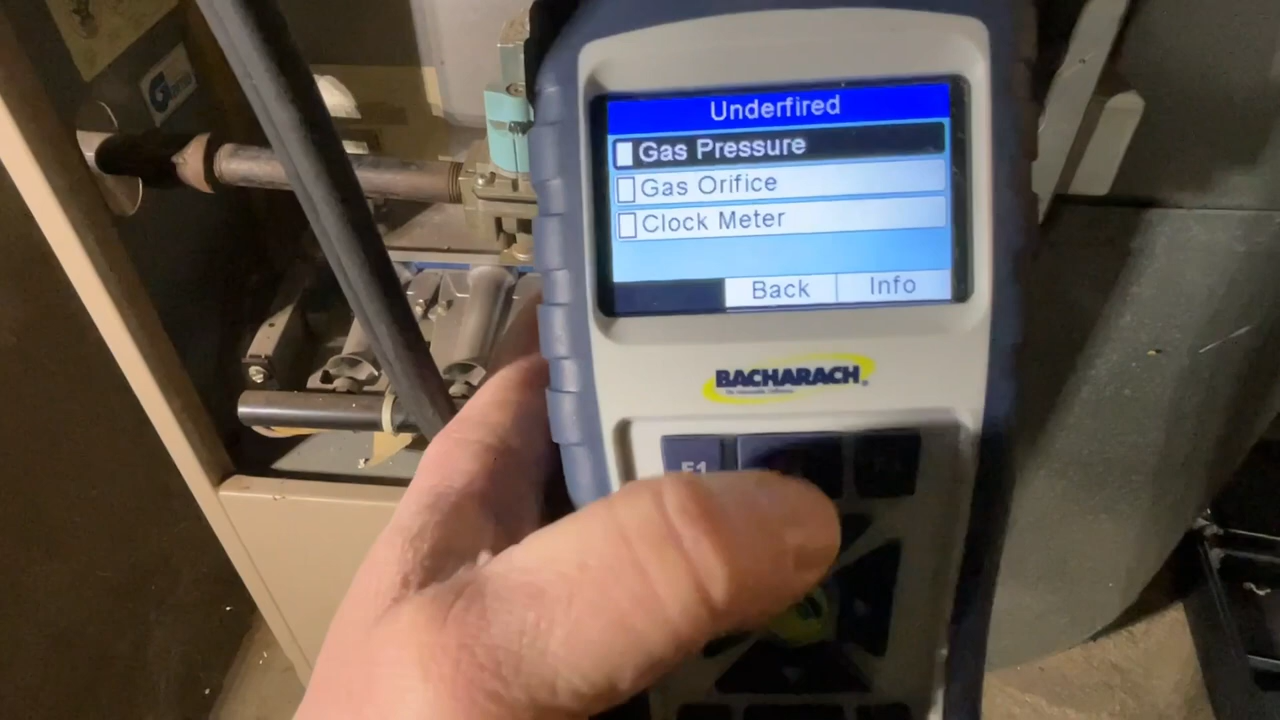 Underfired
Gas Pressure
Gas Orifice
Clock Meter
Back
Info
BACHARACH
F1